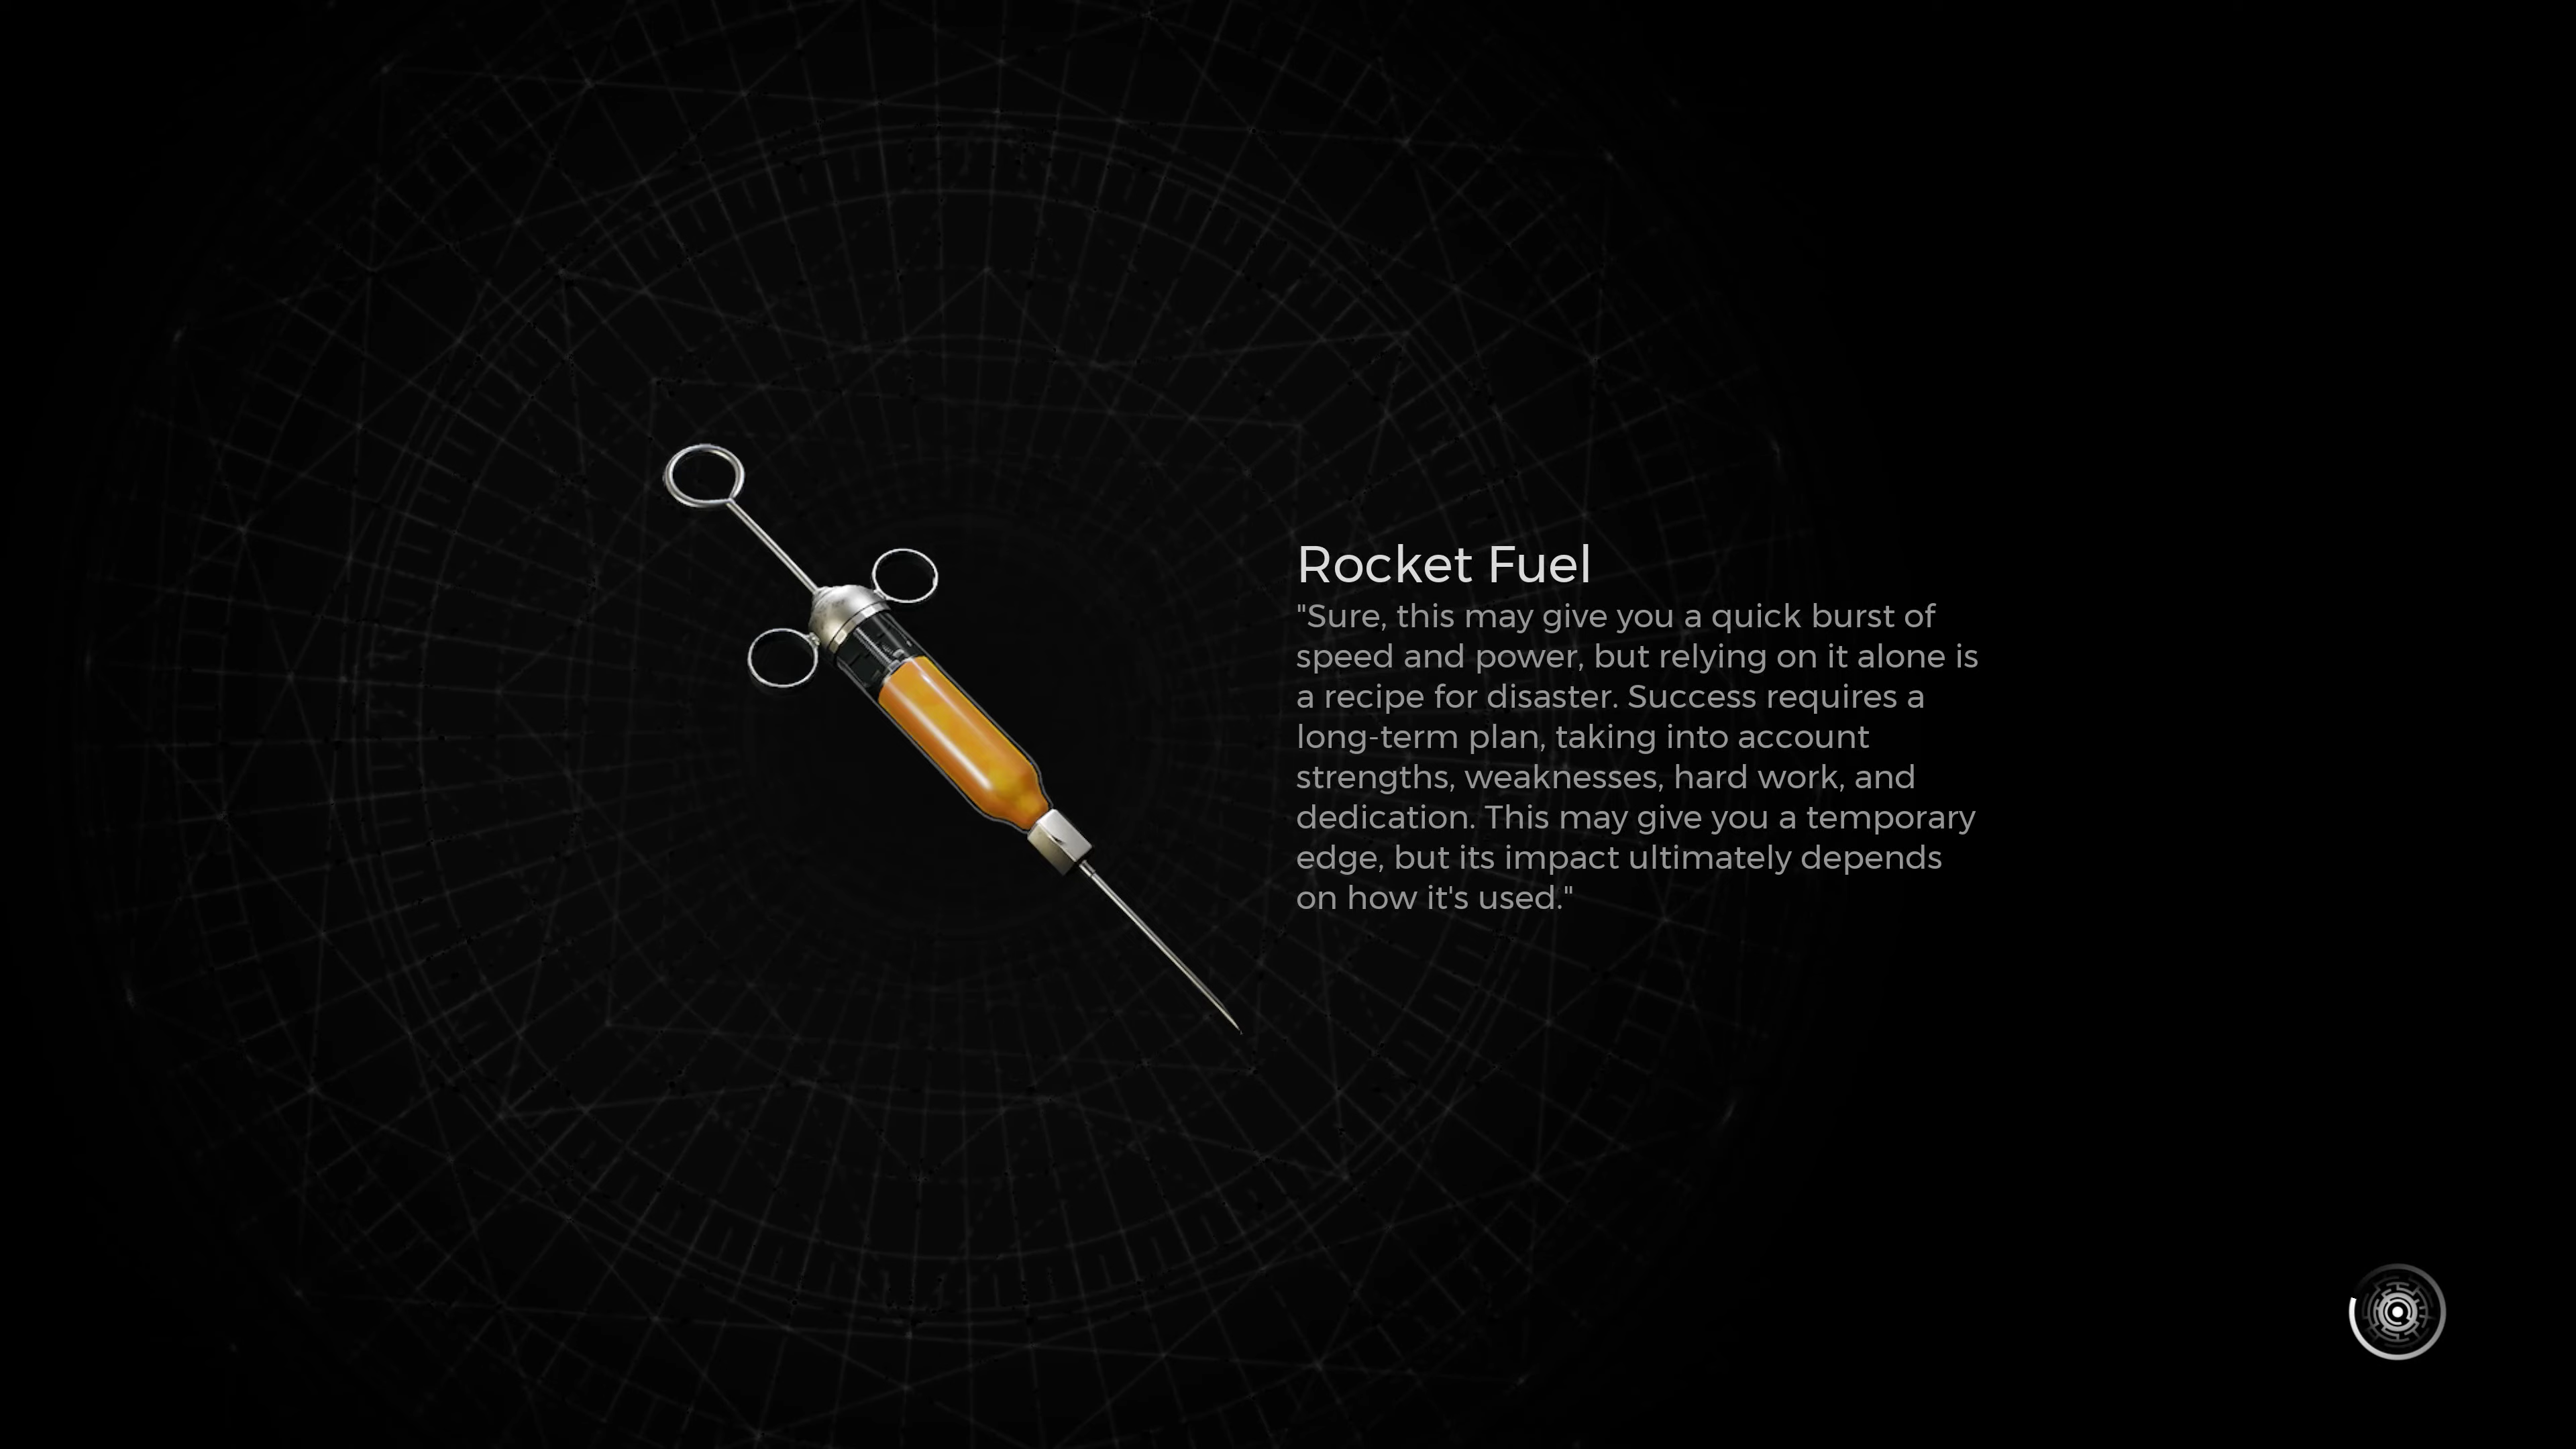 Rocket Fuel
"Sure, this may give you a quick burst of
speed and power, but relying on it alone is
a recipe for disaster. Success requires a
long-term plan, taking into account
strengths, weaknesses, hard work, and
dedication. This may give you a temporary
edge, but its impact ultimately depends
on how it's used."